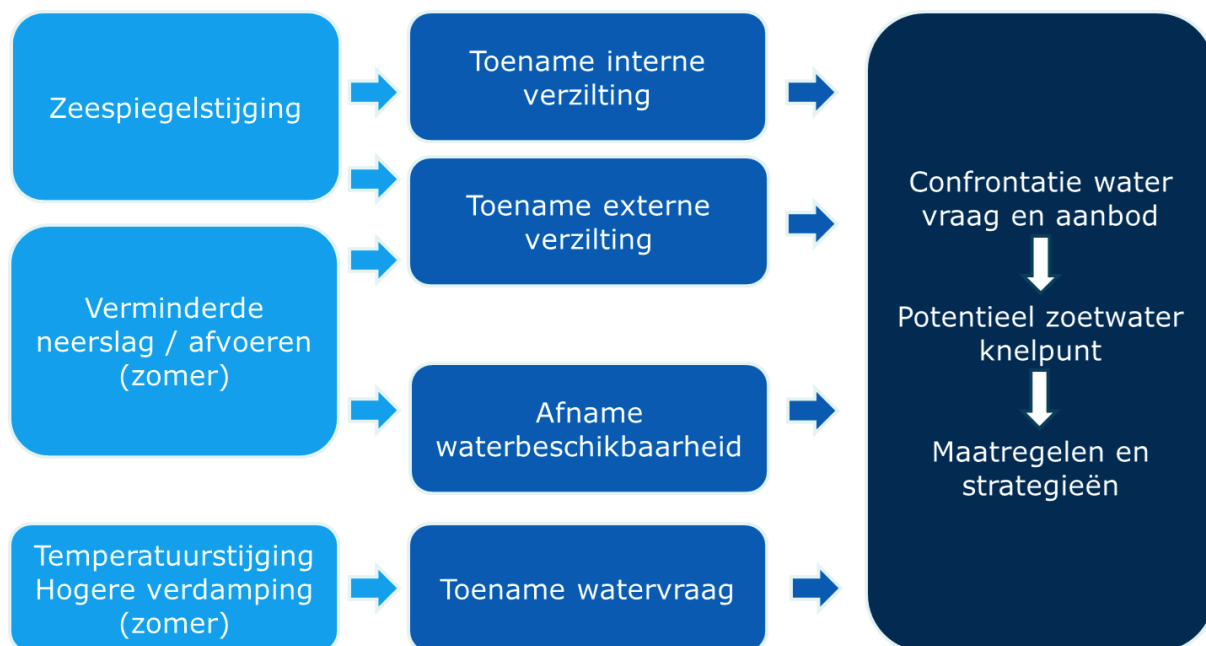 Zeespiegelstijging
Toename interne
verzilting
Toename externe
verzilting
Verminderde
neerslag / afvoeren
(zomer)
Afname
waterbeschikbaarheid
Temperatuurstijging
Hogere verdamping
(zomer)
Toename watervraag
Confrontatie water
vraag en aanbod
Potentieel zoetwater
knelpunt
Maatregelen en
strategieën